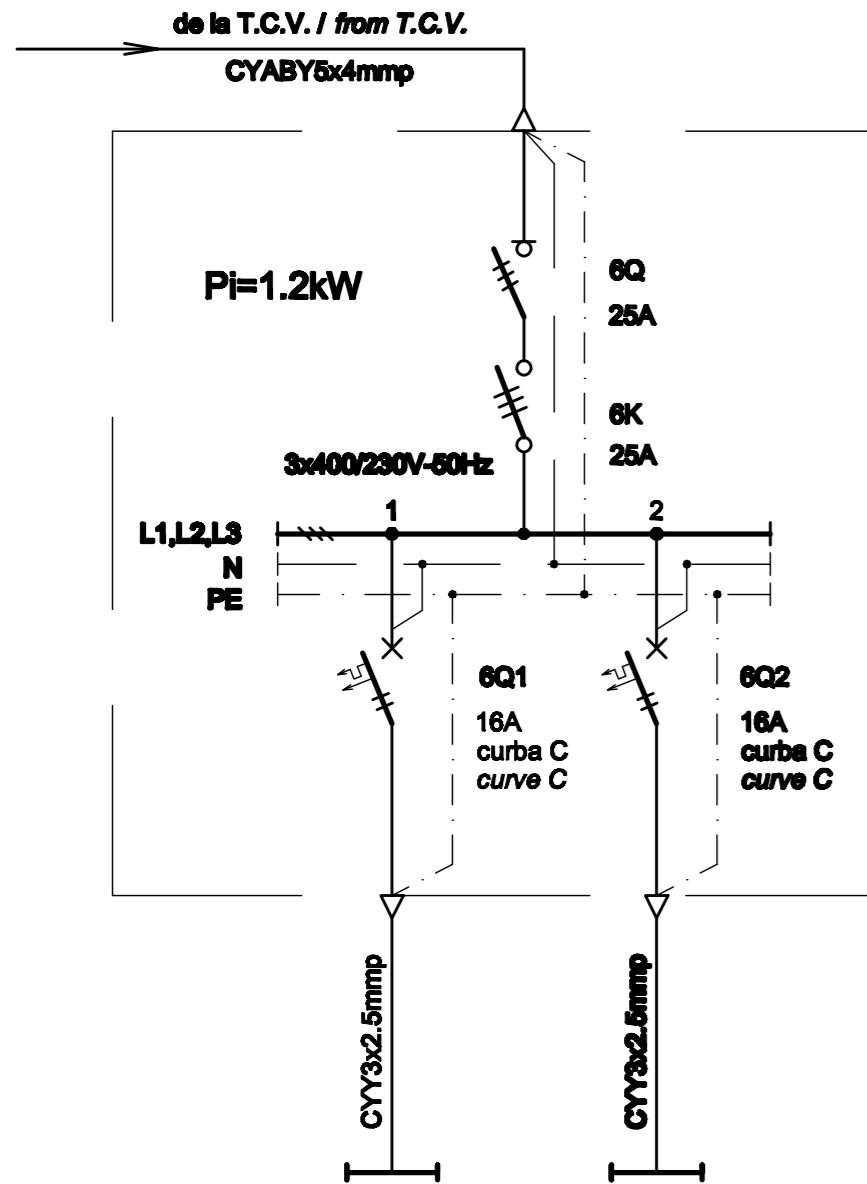 de la T.C.V. / from T.C.V.
CYABY5x4mmp
Pi=1.2kW
6Q
25A
6K
25A
3x400/230V-50Hz
1
2
L1,L2,L3
N
PE
6Q1
16A
curba C
curve C
6Q2
16A
curba C
curve C
CYY3x2.5mmp
CYY3x2.5mmp